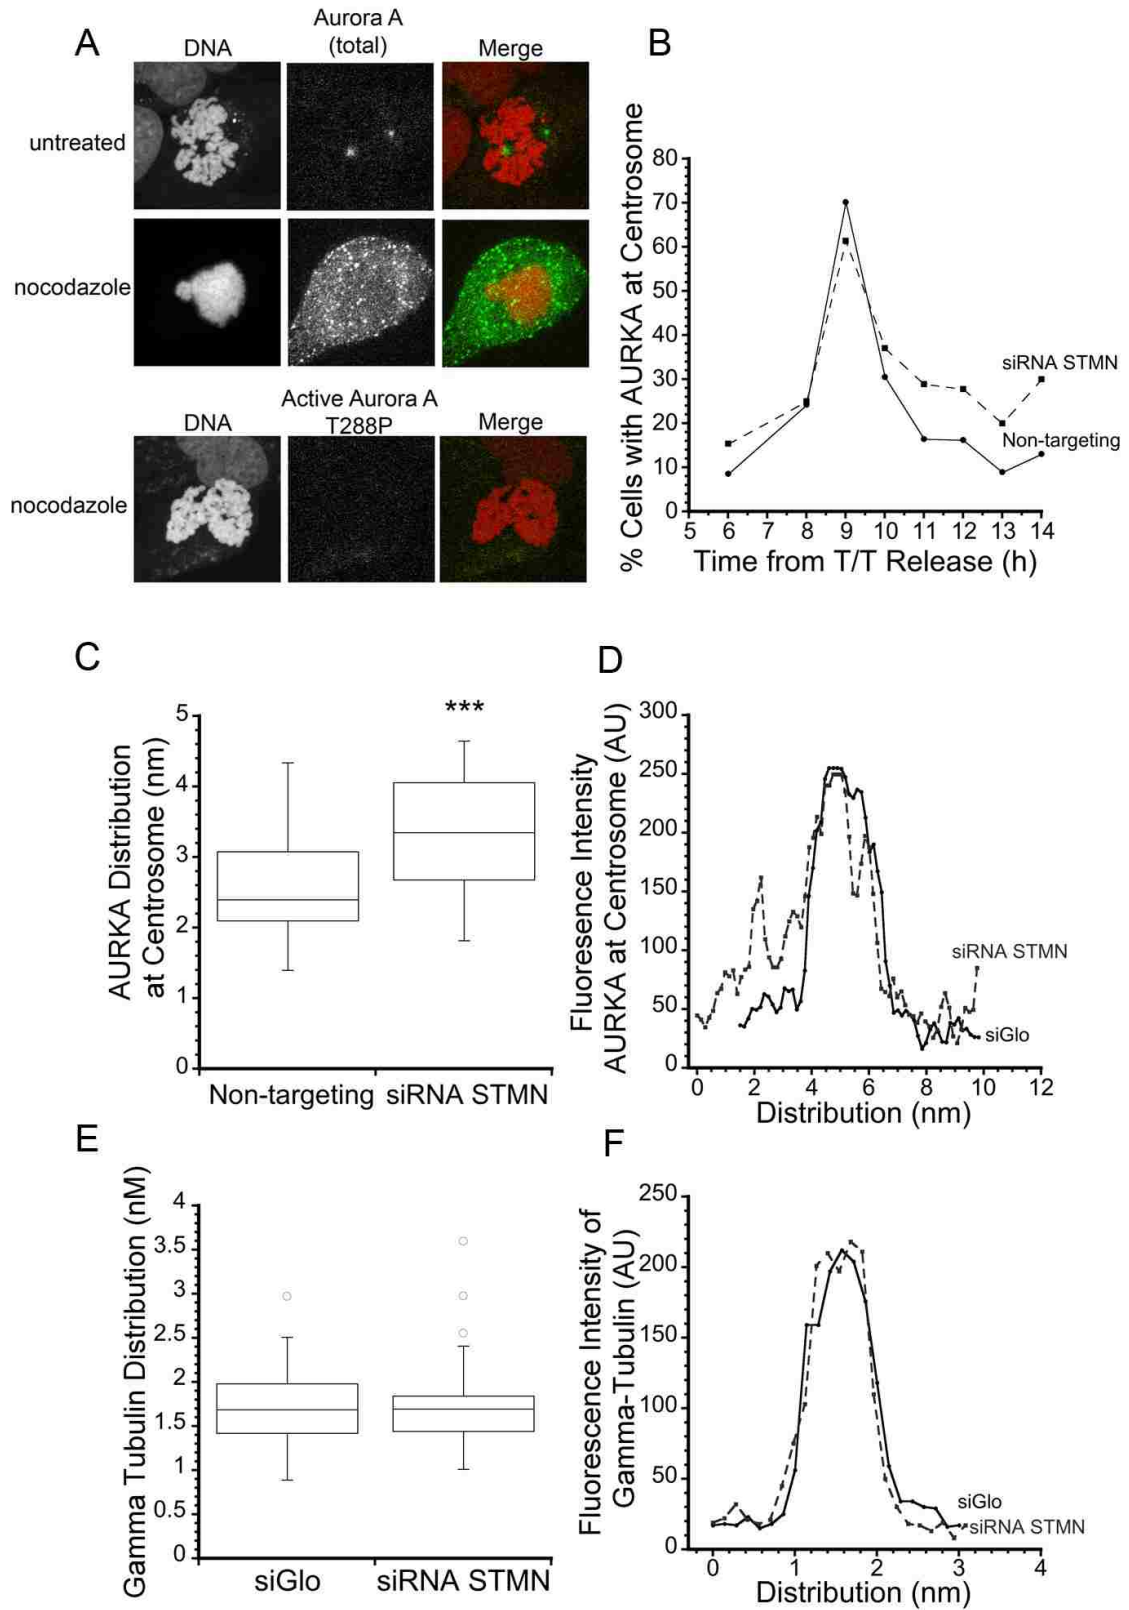 A
DNA
Aurora A
(total)
Merge
untreated
nocodazole
DNA
Active Aurora A
T288P
Merge
nocodazole
B
% Cells with AURKA at Centrosome
80
70
60
50
40
30
20
10
0
siRNA STMN
Non-targeting
5 6 7 8 9 10 11 12 13 14
Time from T/T Release (h)
C
AURKA Distribution
at Centrosome (nm)
5
4
3
2
1
0
***
Non-targeting siRNA STMN
D
Fluoresence Intensity
AURKA at Centrosome (AU)
300
250
200
150
100
50
0
siRNA STMN
siGlo
0 2 4 6 8 10 12
Distribution (nm)
E
Gamma Tubulin Distribution (nM)
4
3.5
3
2.5
2
1.5
1
0.5
0
siGlo siRNA STMN
F
Fluorescence Intensity of
Gamma-Tubulin (AU)
250
200
150
100
50
0
siGlo
siRNA STMN
0 1 2 3 4
Distribution (nm)